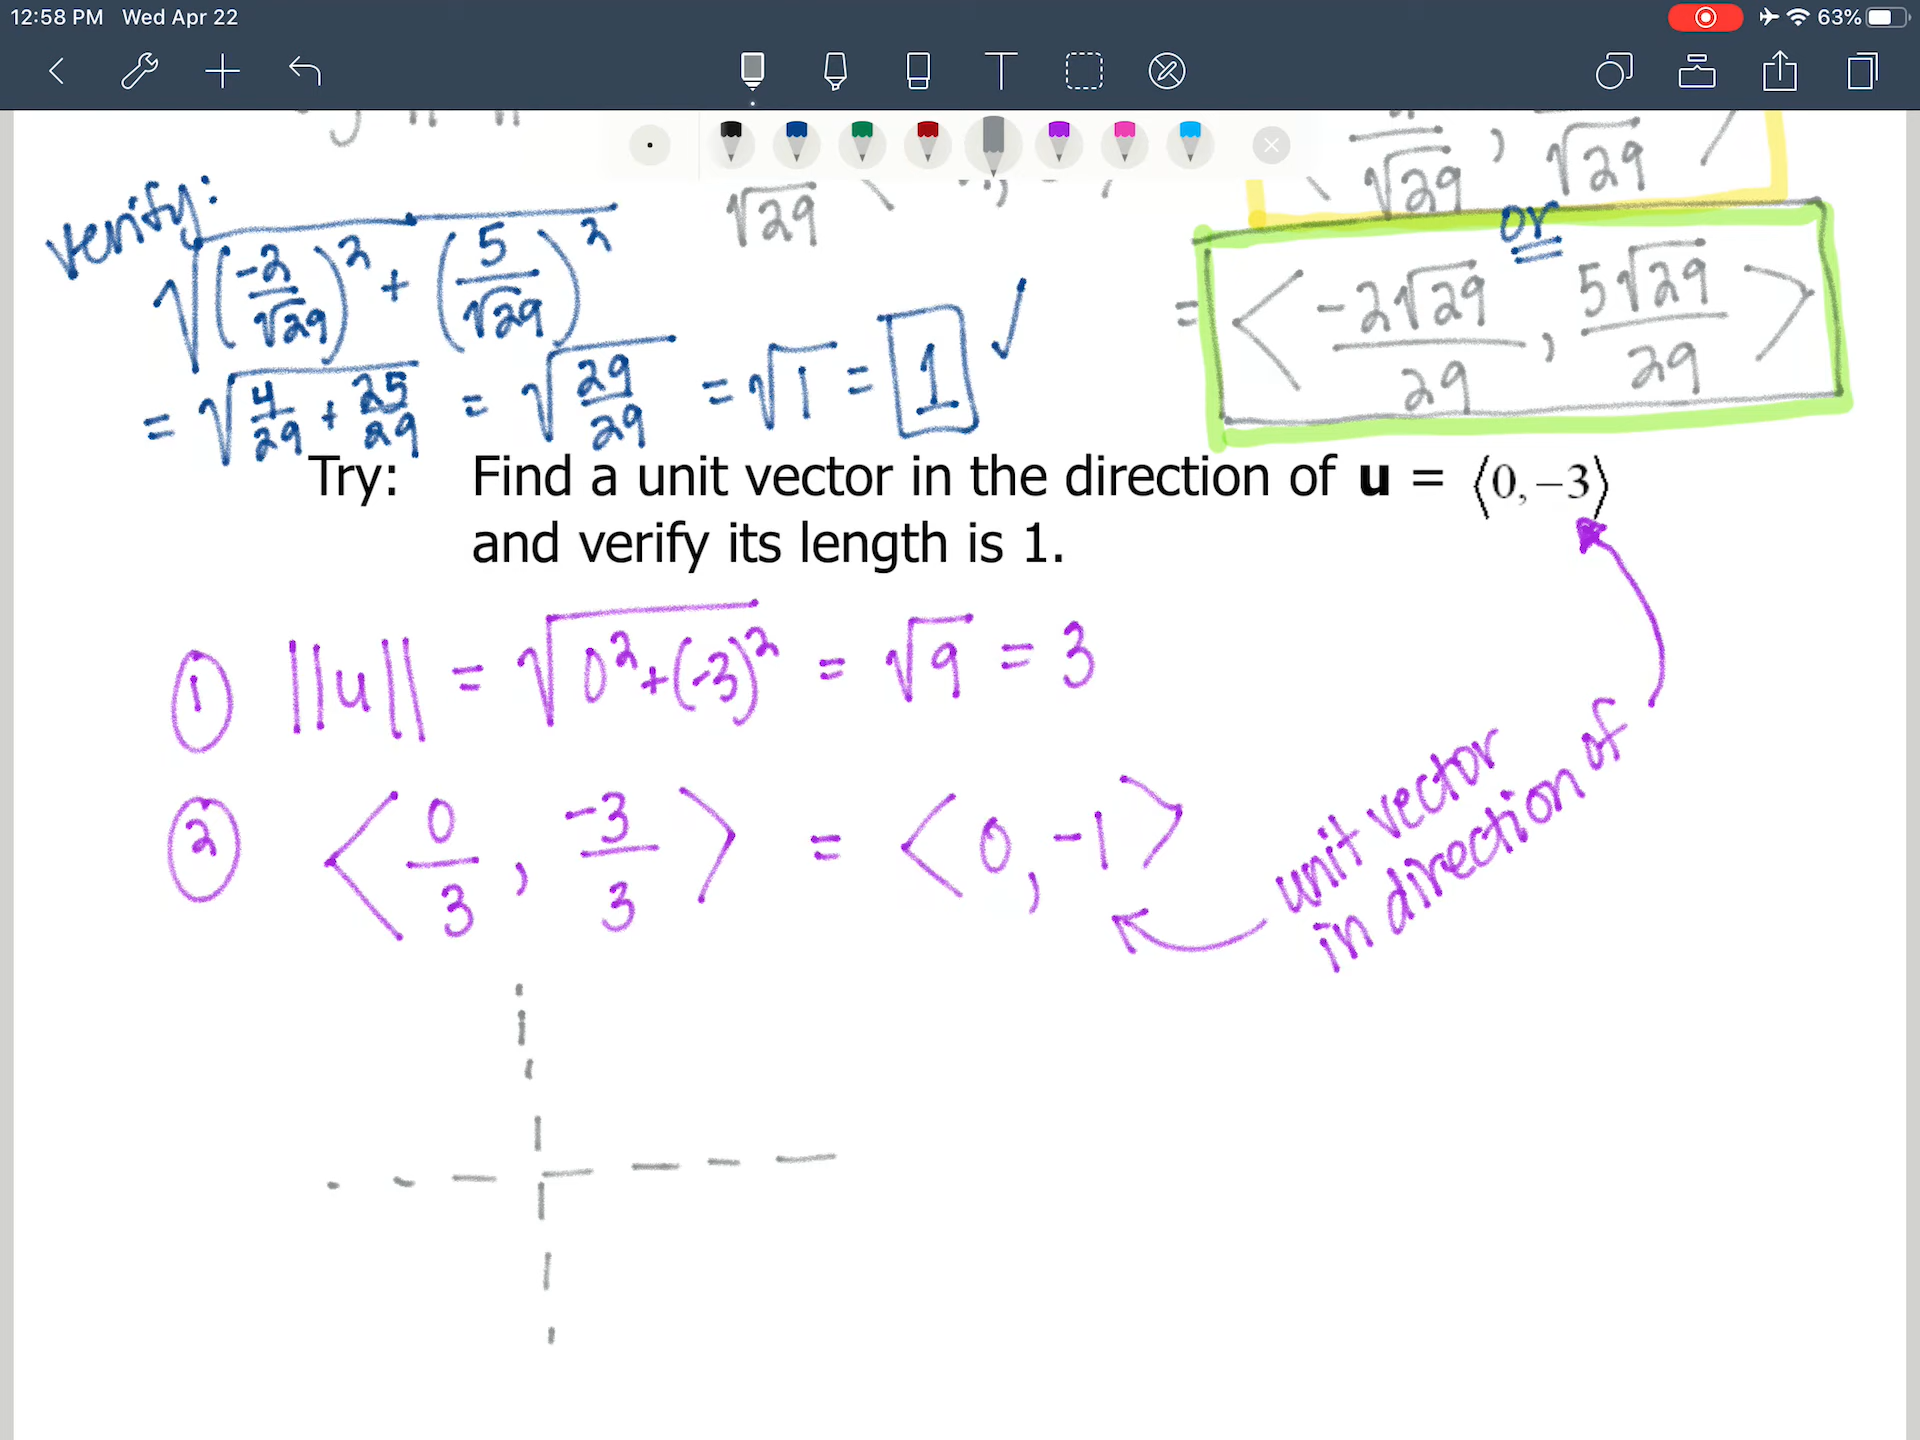 12:58 PM Wed Apr 22 63%
√29
√29 , √29
verify:
√((-2/√29)² + (5/√29)²)
or
= √(4/29 + 25/29) = √(29/29) = √1 = 1 ✓
= < -2√29/29 , 5√29/29 >
Try: Find a unit vector in the direction of u = ⟨0, −3⟩
and verify its length is 1.
① ||u|| = √(0²+(-3)²) = √9 = 3
② < 0/3 , -3/3 > = < 0, -1 >
unit vector
in direction of